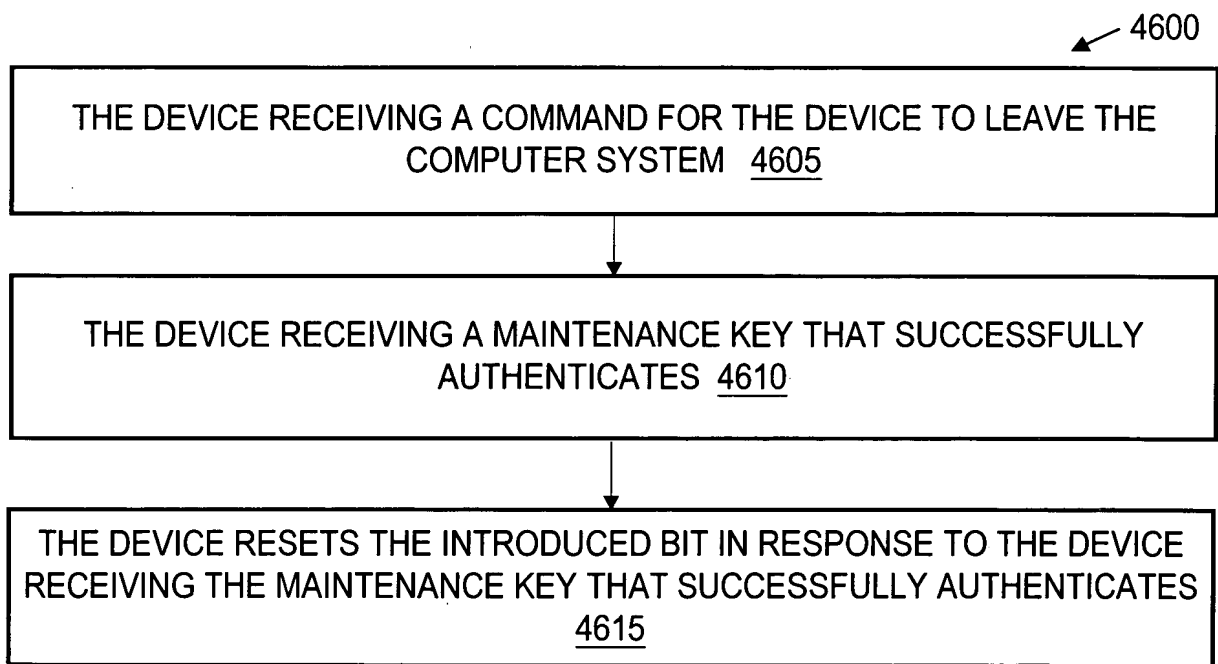 4600
THE DEVICE RECEIVING A COMMAND FOR THE DEVICE TO LEAVE THE
COMPUTER SYSTEM 4605
THE DEVICE RECEIVING A MAINTENANCE KEY THAT SUCCESSFULLY
AUTHENTICATES 4610
THE DEVICE RESETS THE INTRODUCED BIT IN RESPONSE TO THE DEVICE
RECEIVING THE MAINTENANCE KEY THAT SUCCESSFULLY AUTHENTICATES
4615